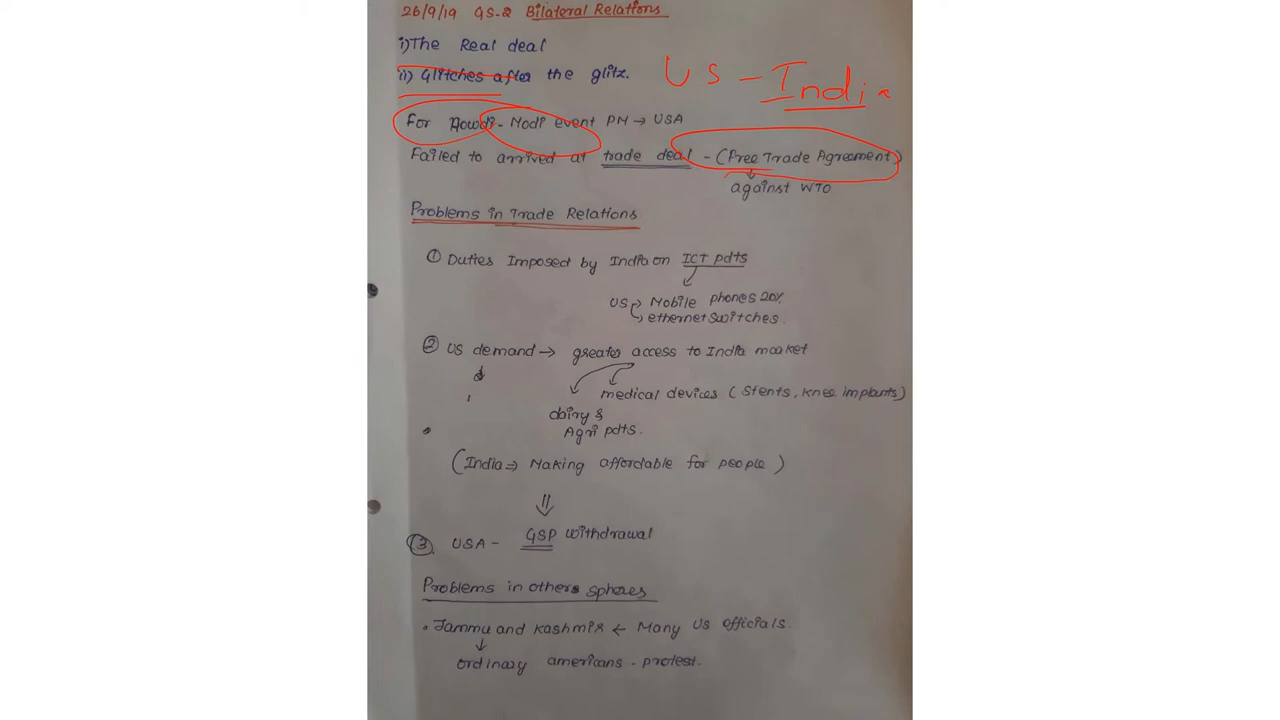 26/9/19 GS-2 Bilateral Relations
i) The Real deal
ii) Glitches after the glitz.
US - India
For Howdi - Modi event PM → USA
Failed to arrived at trade deal - (Free Trade Agreement)
against WTO
Problems in Trade Relations
① Duties Imposed by India on ICT pdts
US → Mobile phones 20%
→ ethernet switches.
② US demand → greater access to India market
medical devices (Stents, knee implants)
dairy &
Agri pdts.
(India ⇒ Making affordable for people)
③ USA - GSP withdrawal
Problems in others spheres
• Jammu and Kashmir ← Many US officials.
ordinary americans - protest.